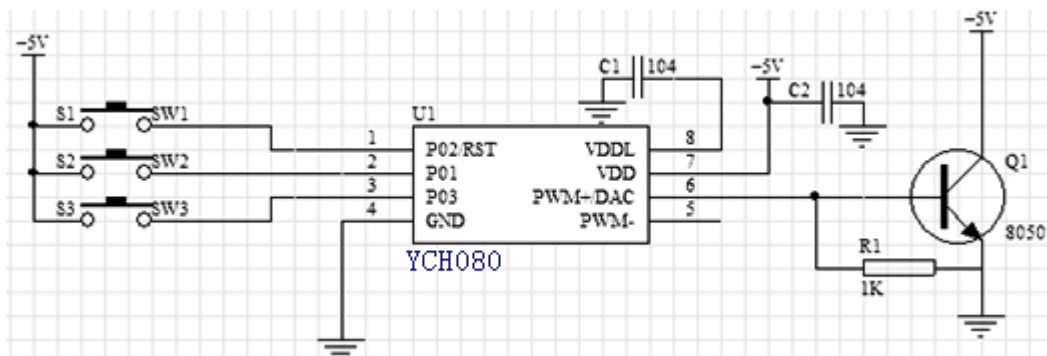 -5V
-5V
-5V
C1 104
C2 104
S1 SW1
U1
S2 SW2
S3 SW3
1 P02/RST VDDL 8
2 P01 VDD 7
3 P03 PWM+/DAC 6
4 GND PWM- 5
YCH080
Q1
8050
R1
1K